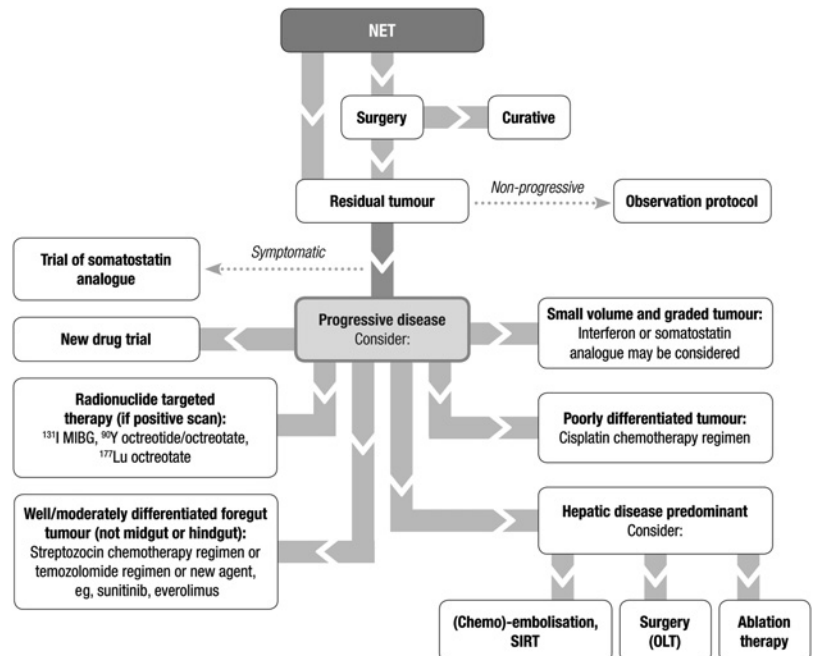 NET
Surgery
Curative
Residual tumour
Non-progressive
Observation protocol
Symptomatic
Trial of somatostatin
analogue
Progressive disease
Consider:
New drug trial
Small volume and graded tumour:
Interferon or somatostatin
analogue may be considered
Radionuclide targeted
therapy (if positive scan):
¹³¹I MIBG, ⁹⁰Y octreotide/octreotate,
¹⁷⁷Lu octreotate
Poorly differentiated tumour:
Cisplatin chemotherapy regimen
Well/moderately differentiated foregut
tumour (not midgut or hindgut):
Streptozocin chemotherapy regimen or
temozolomide regimen or new agent,
eg, sunitinib, everolimus
Hepatic disease predominant
Consider:
(Chemo)-embolisation,
SIRT
Surgery
(OLT)
Ablation
therapy